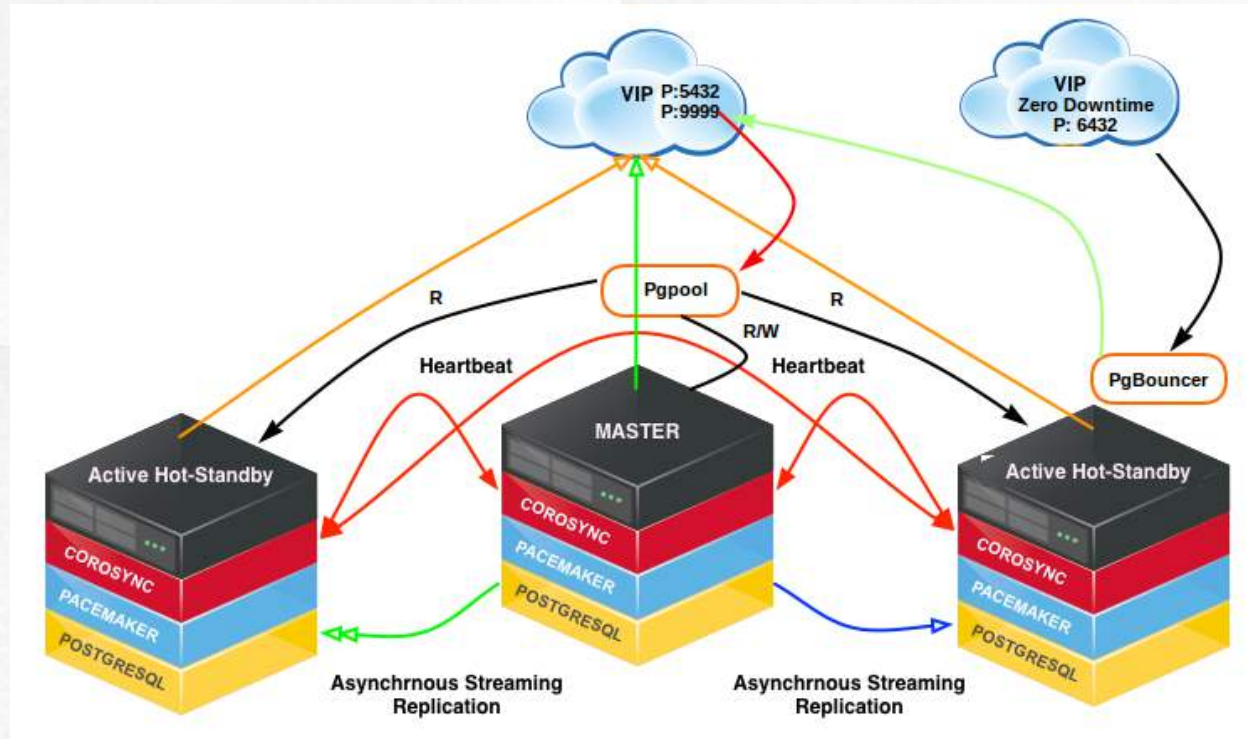 VIP P:5432
P:9999
VIP
Zero Downtime
P: 6432
Pgpool
R
R
R/W
Heartbeat
Heartbeat
PgBouncer
Active Hot-Standby
COROSYNC
PACEMAKER
POSTGRESQL
MASTER
COROSYNC
PACEMAKER
POSTGRESQL
Active Hot-Standby
COROSYNC
PACEMAKER
POSTGRESQL
Asynchrnous Streaming
Replication
Asynchrnous Streaming
Replication